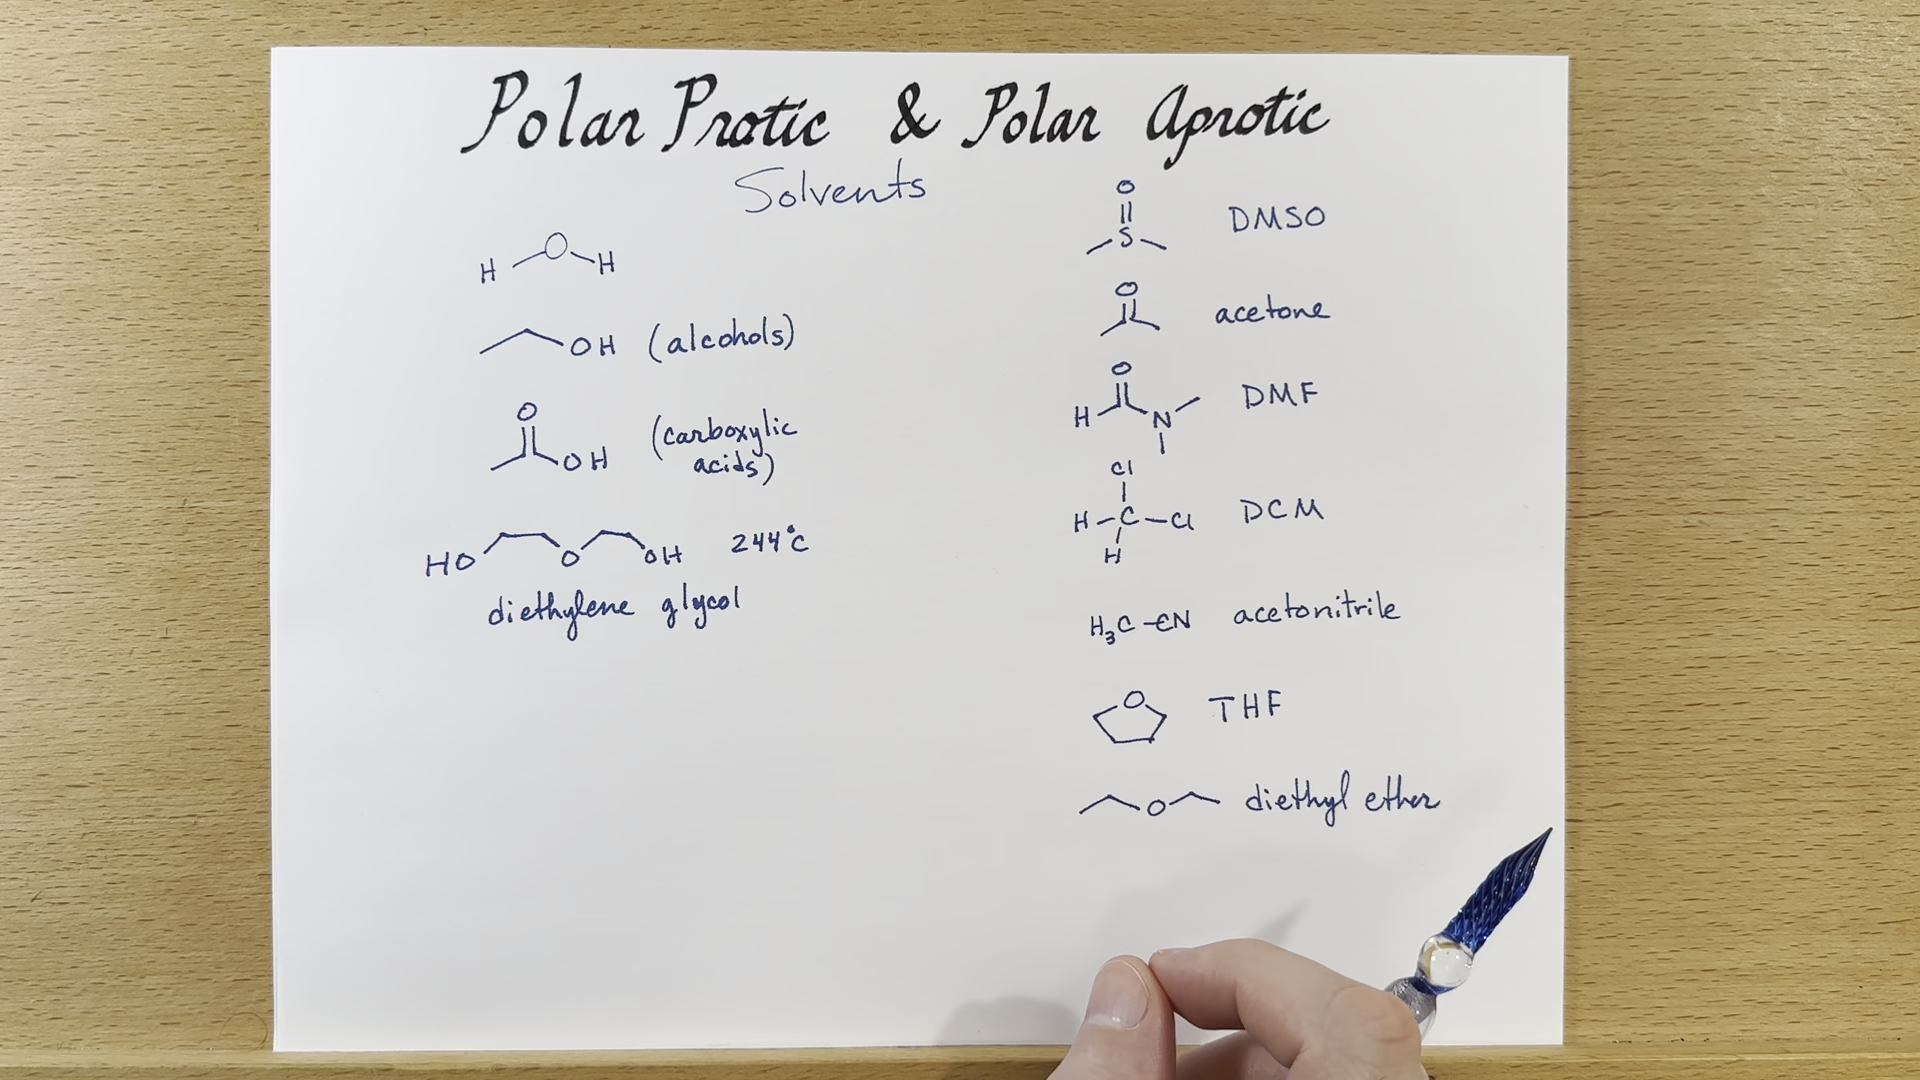 Polar Protic & Polar Aprotic
Solvents
H O H
OH (alcohols)
O
OH (carboxylic
acids)
HO O OH 244°C
diethylene glycol
O
S DMSO
O
acetone
O
H N DMF
Cl
H-C-Cl DCM
H
H₃C-CN acetonitrile
O THF
O diethyl ether